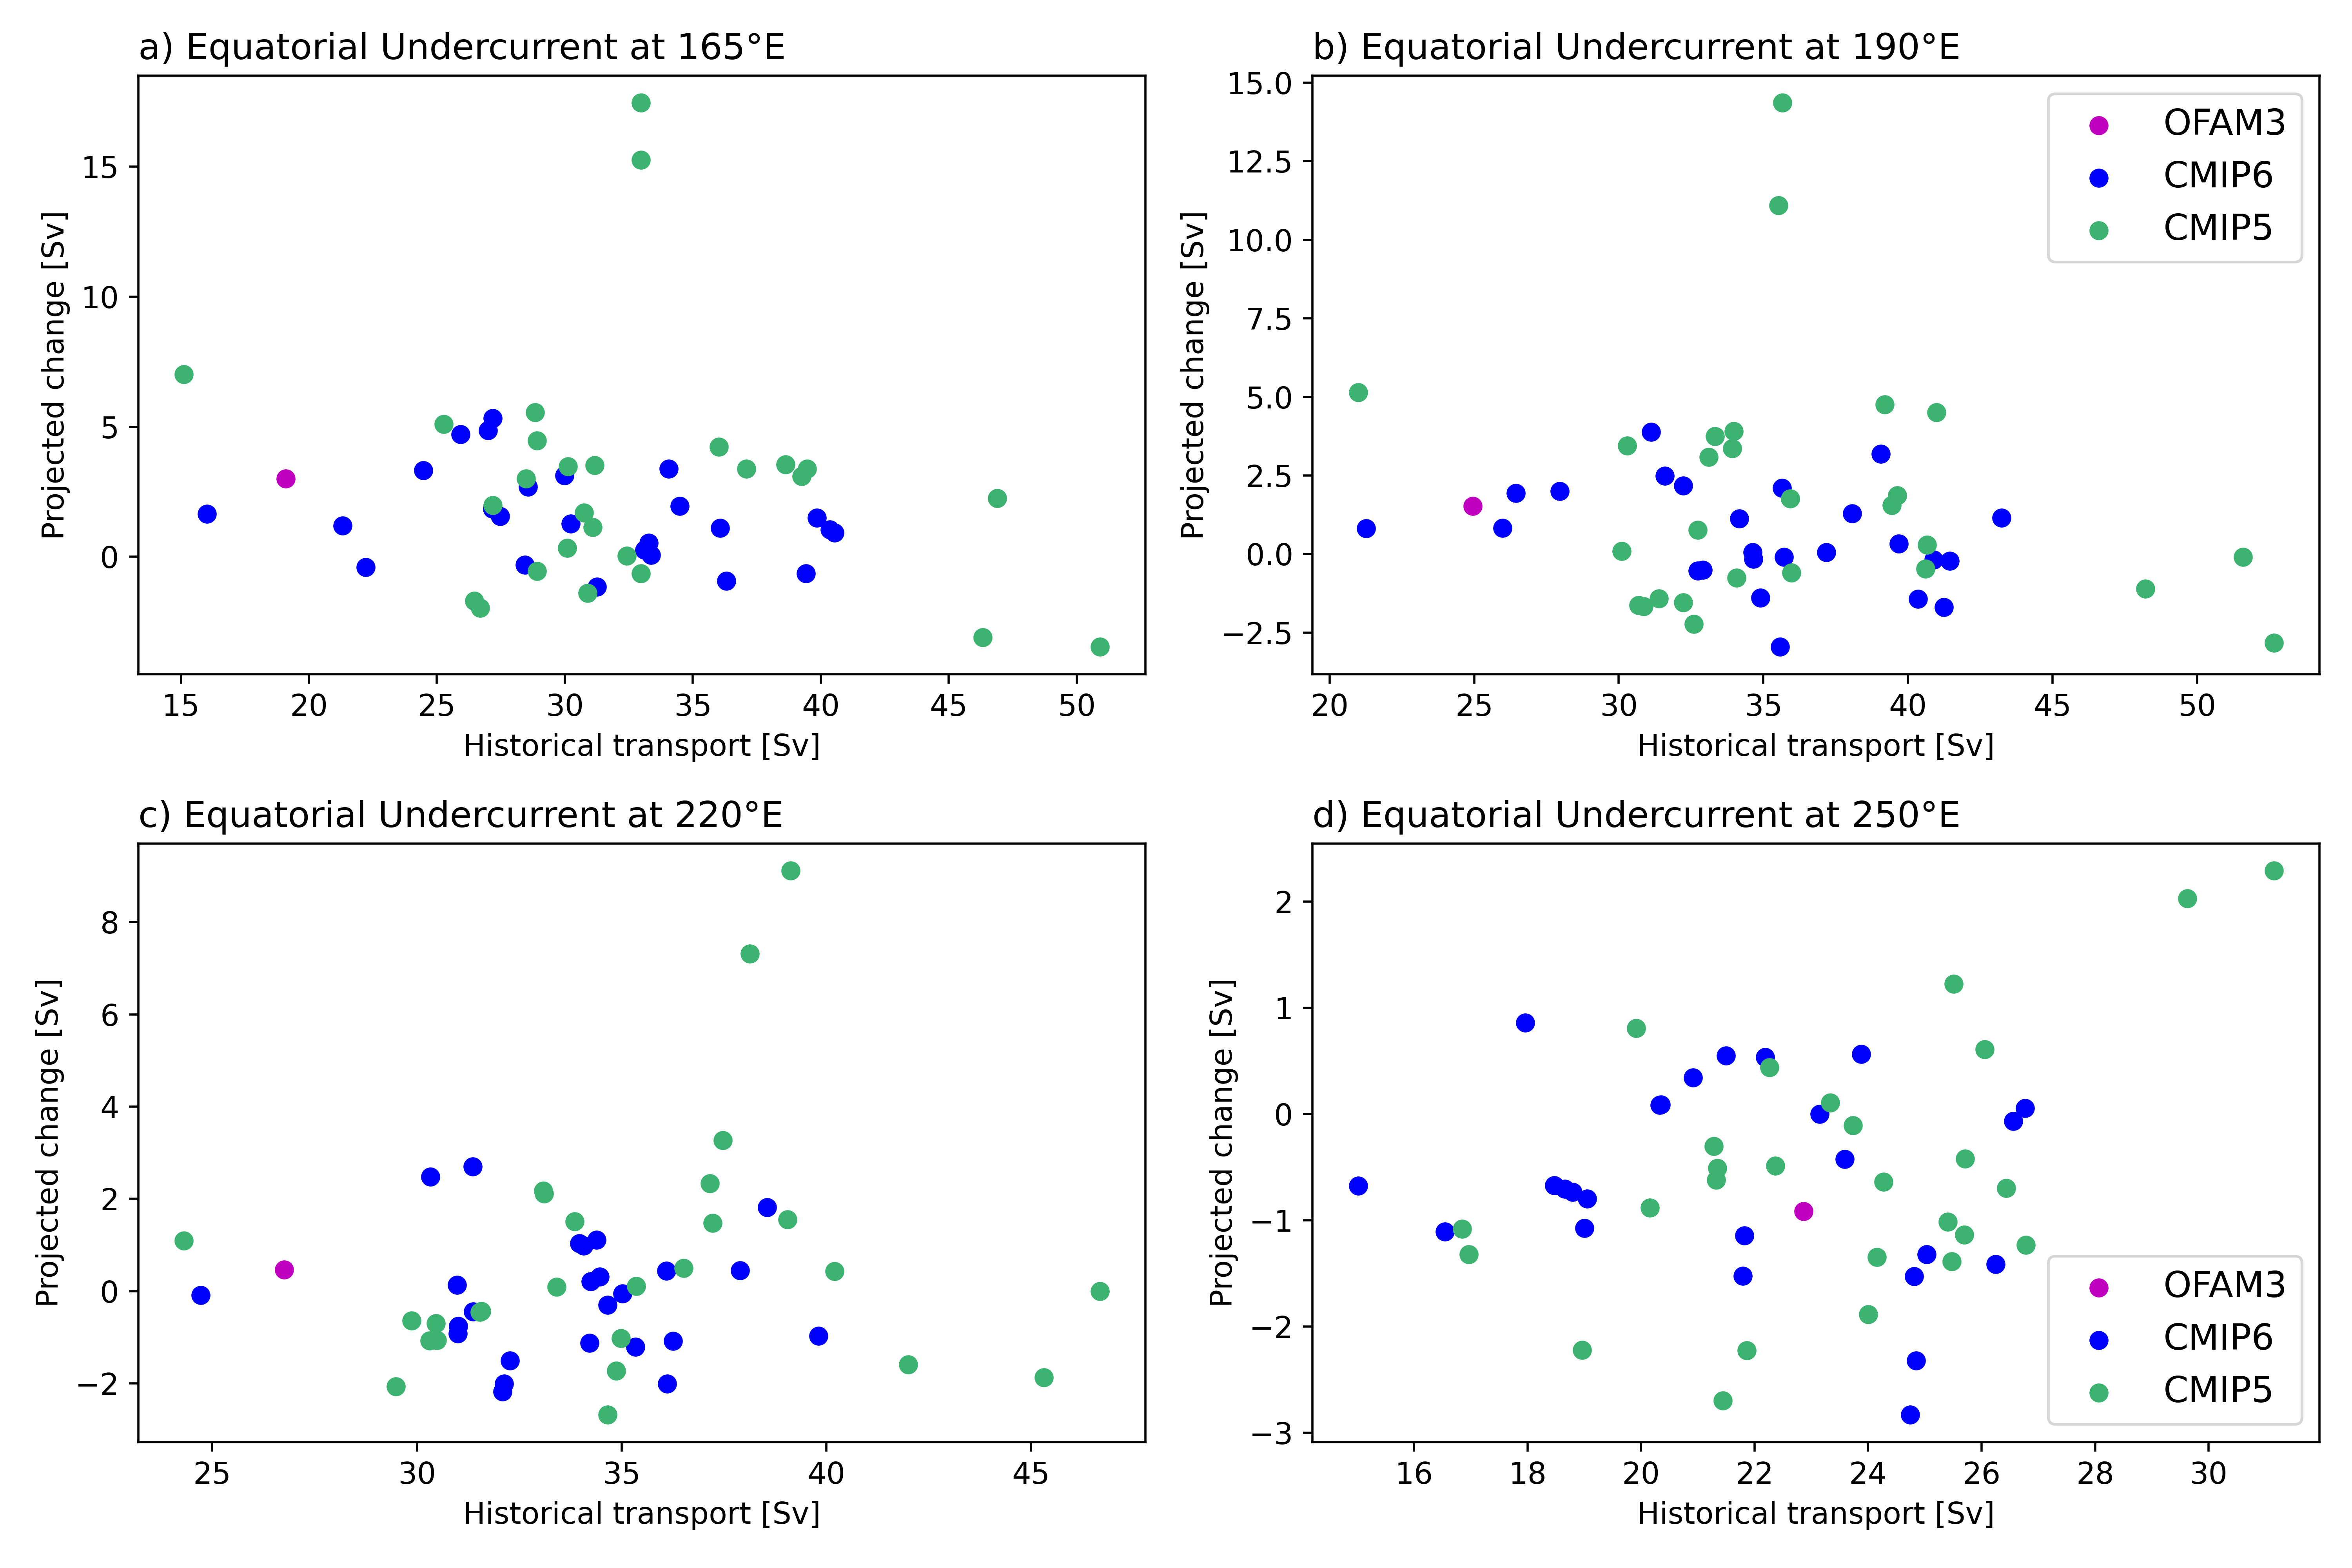 a) Equatorial Undercurrent at 165°E
Projected change [Sv]
15
10
5
0
15 20 25 30 35 40 45 50
Historical transport [Sv]
b) Equatorial Undercurrent at 190°E
Projected change [Sv]
15.0
12.5
10.0
7.5
5.0
2.5
0.0
−2.5
20 25 30 35 40 45 50
Historical transport [Sv]
OFAM3
CMIP6
CMIP5
c) Equatorial Undercurrent at 220°E
Projected change [Sv]
8
6
4
2
0
−2
25 30 35 40 45
Historical transport [Sv]
d) Equatorial Undercurrent at 250°E
Projected change [Sv]
2
1
0
−1
−2
−3
16 18 20 22 24 26 28 30
Historical transport [Sv]
OFAM3
CMIP6
CMIP5